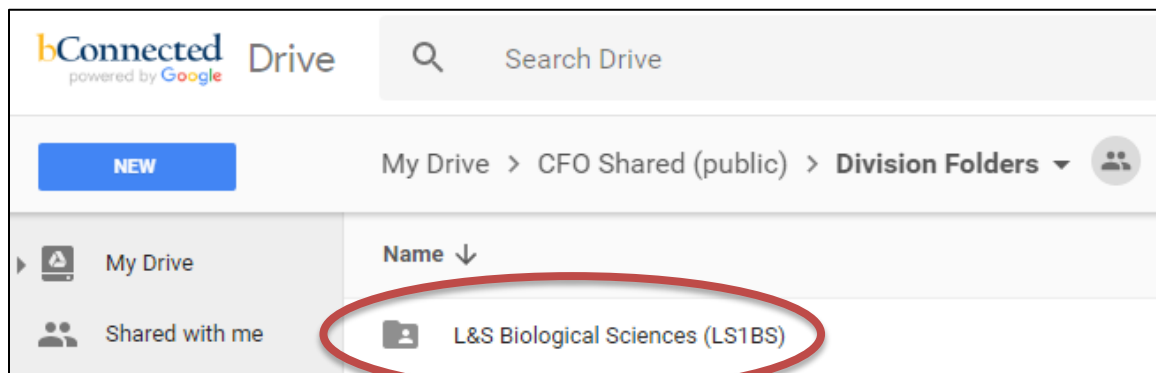 bConnected
powered by Google
Drive
Search Drive
NEW
My Drive > CFO Shared (public) > Division Folders
My Drive
Name ↓
Shared with me
L&S Biological Sciences (LS1BS)